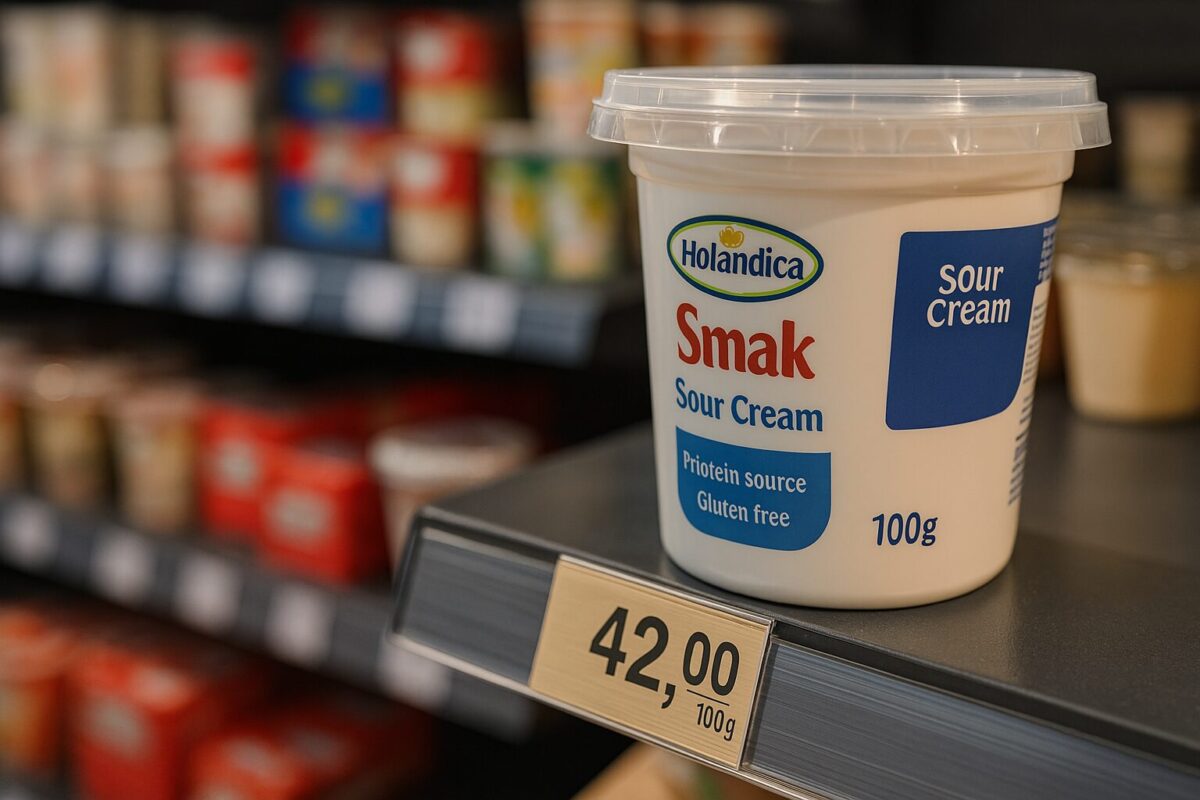 Holandica
Smak
Sour Cream
Priotein source
Gluten free
Sour
Cream
100g
42,00
100g